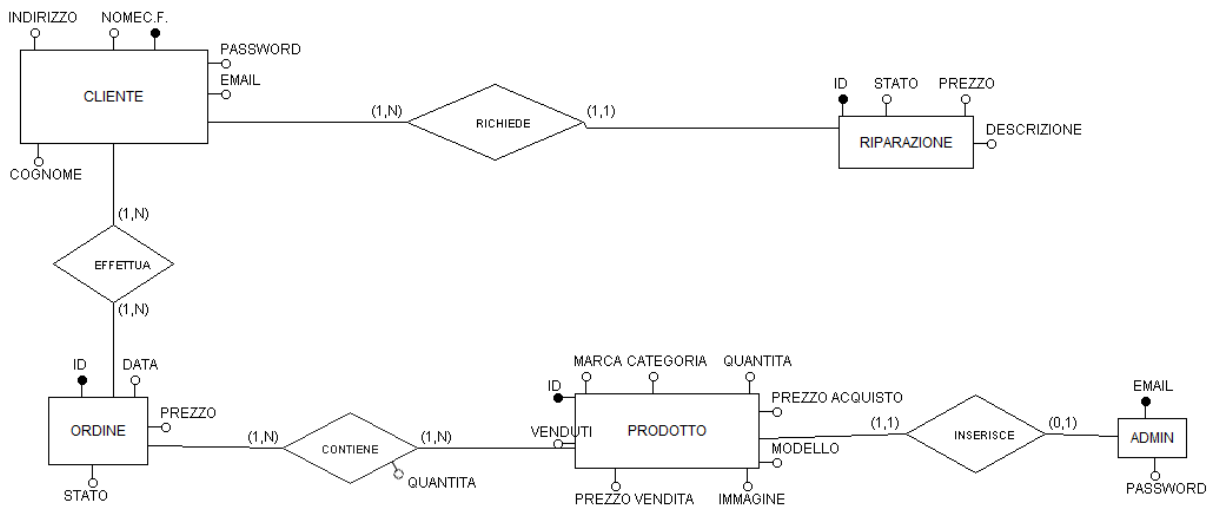 INDIRIZZO NOMEC.F.
PASSWORD
EMAIL
CLIENTE
COGNOME
(1,N) RICHIEDE (1,1)
ID STATO PREZZO
DESCRIZIONE
RIPARAZIONE
(1,N)
EFFETTUA
(1,N)
ID DATA
PREZZO
ORDINE
STATO
(1,N) CONTIENE (1,N)
QUANTITA
MARCA CATEGORIA QUANTITA
ID
PREZZO ACQUISTO
VENDUTI PRODOTTO
MODELLO
PREZZO VENDITA IMMAGINE
(1,1) INSERISCE (0,1)
EMAIL
ADMIN
PASSWORD